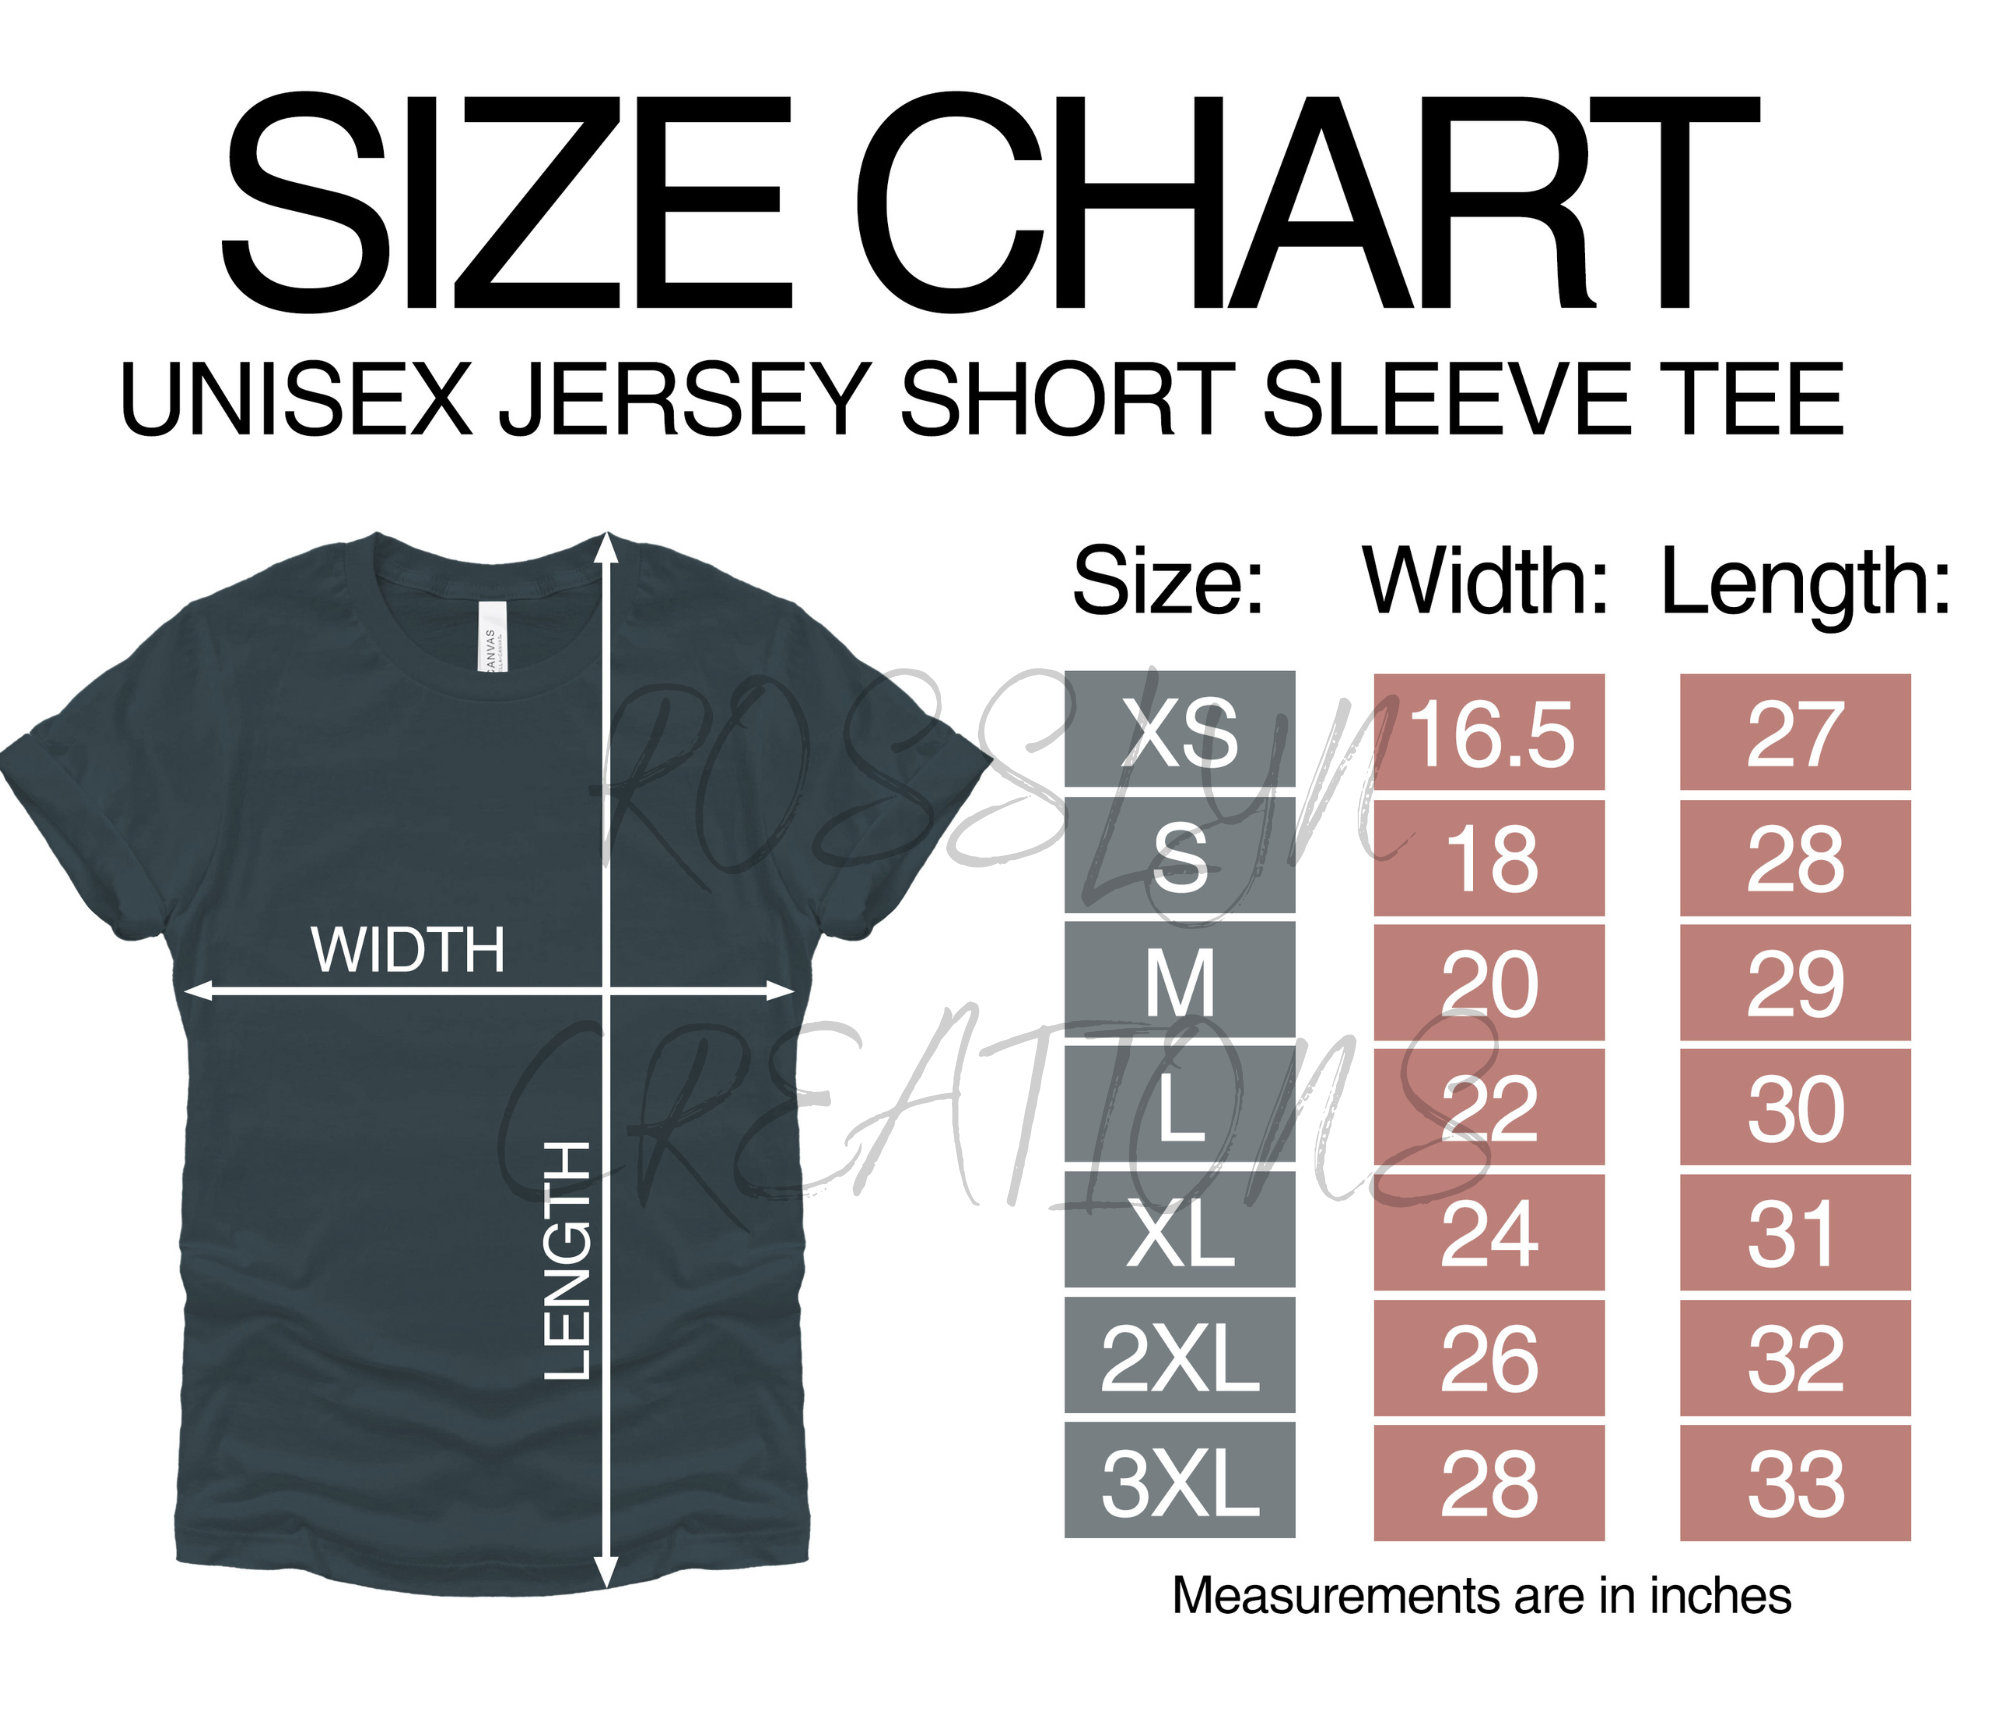 SIZE CHART
UNISEX JERSEY SHORT SLEEVE TEE
CANVAS
WIDTH
LENGTH
ROSSLYN
CREATIONS
Size: Width: Length:
XS 16.5 27
S 18 28
M 20 29
L 22 30
XL 24 31
2XL 26 32
3XL 28 33
Measurements are in inches